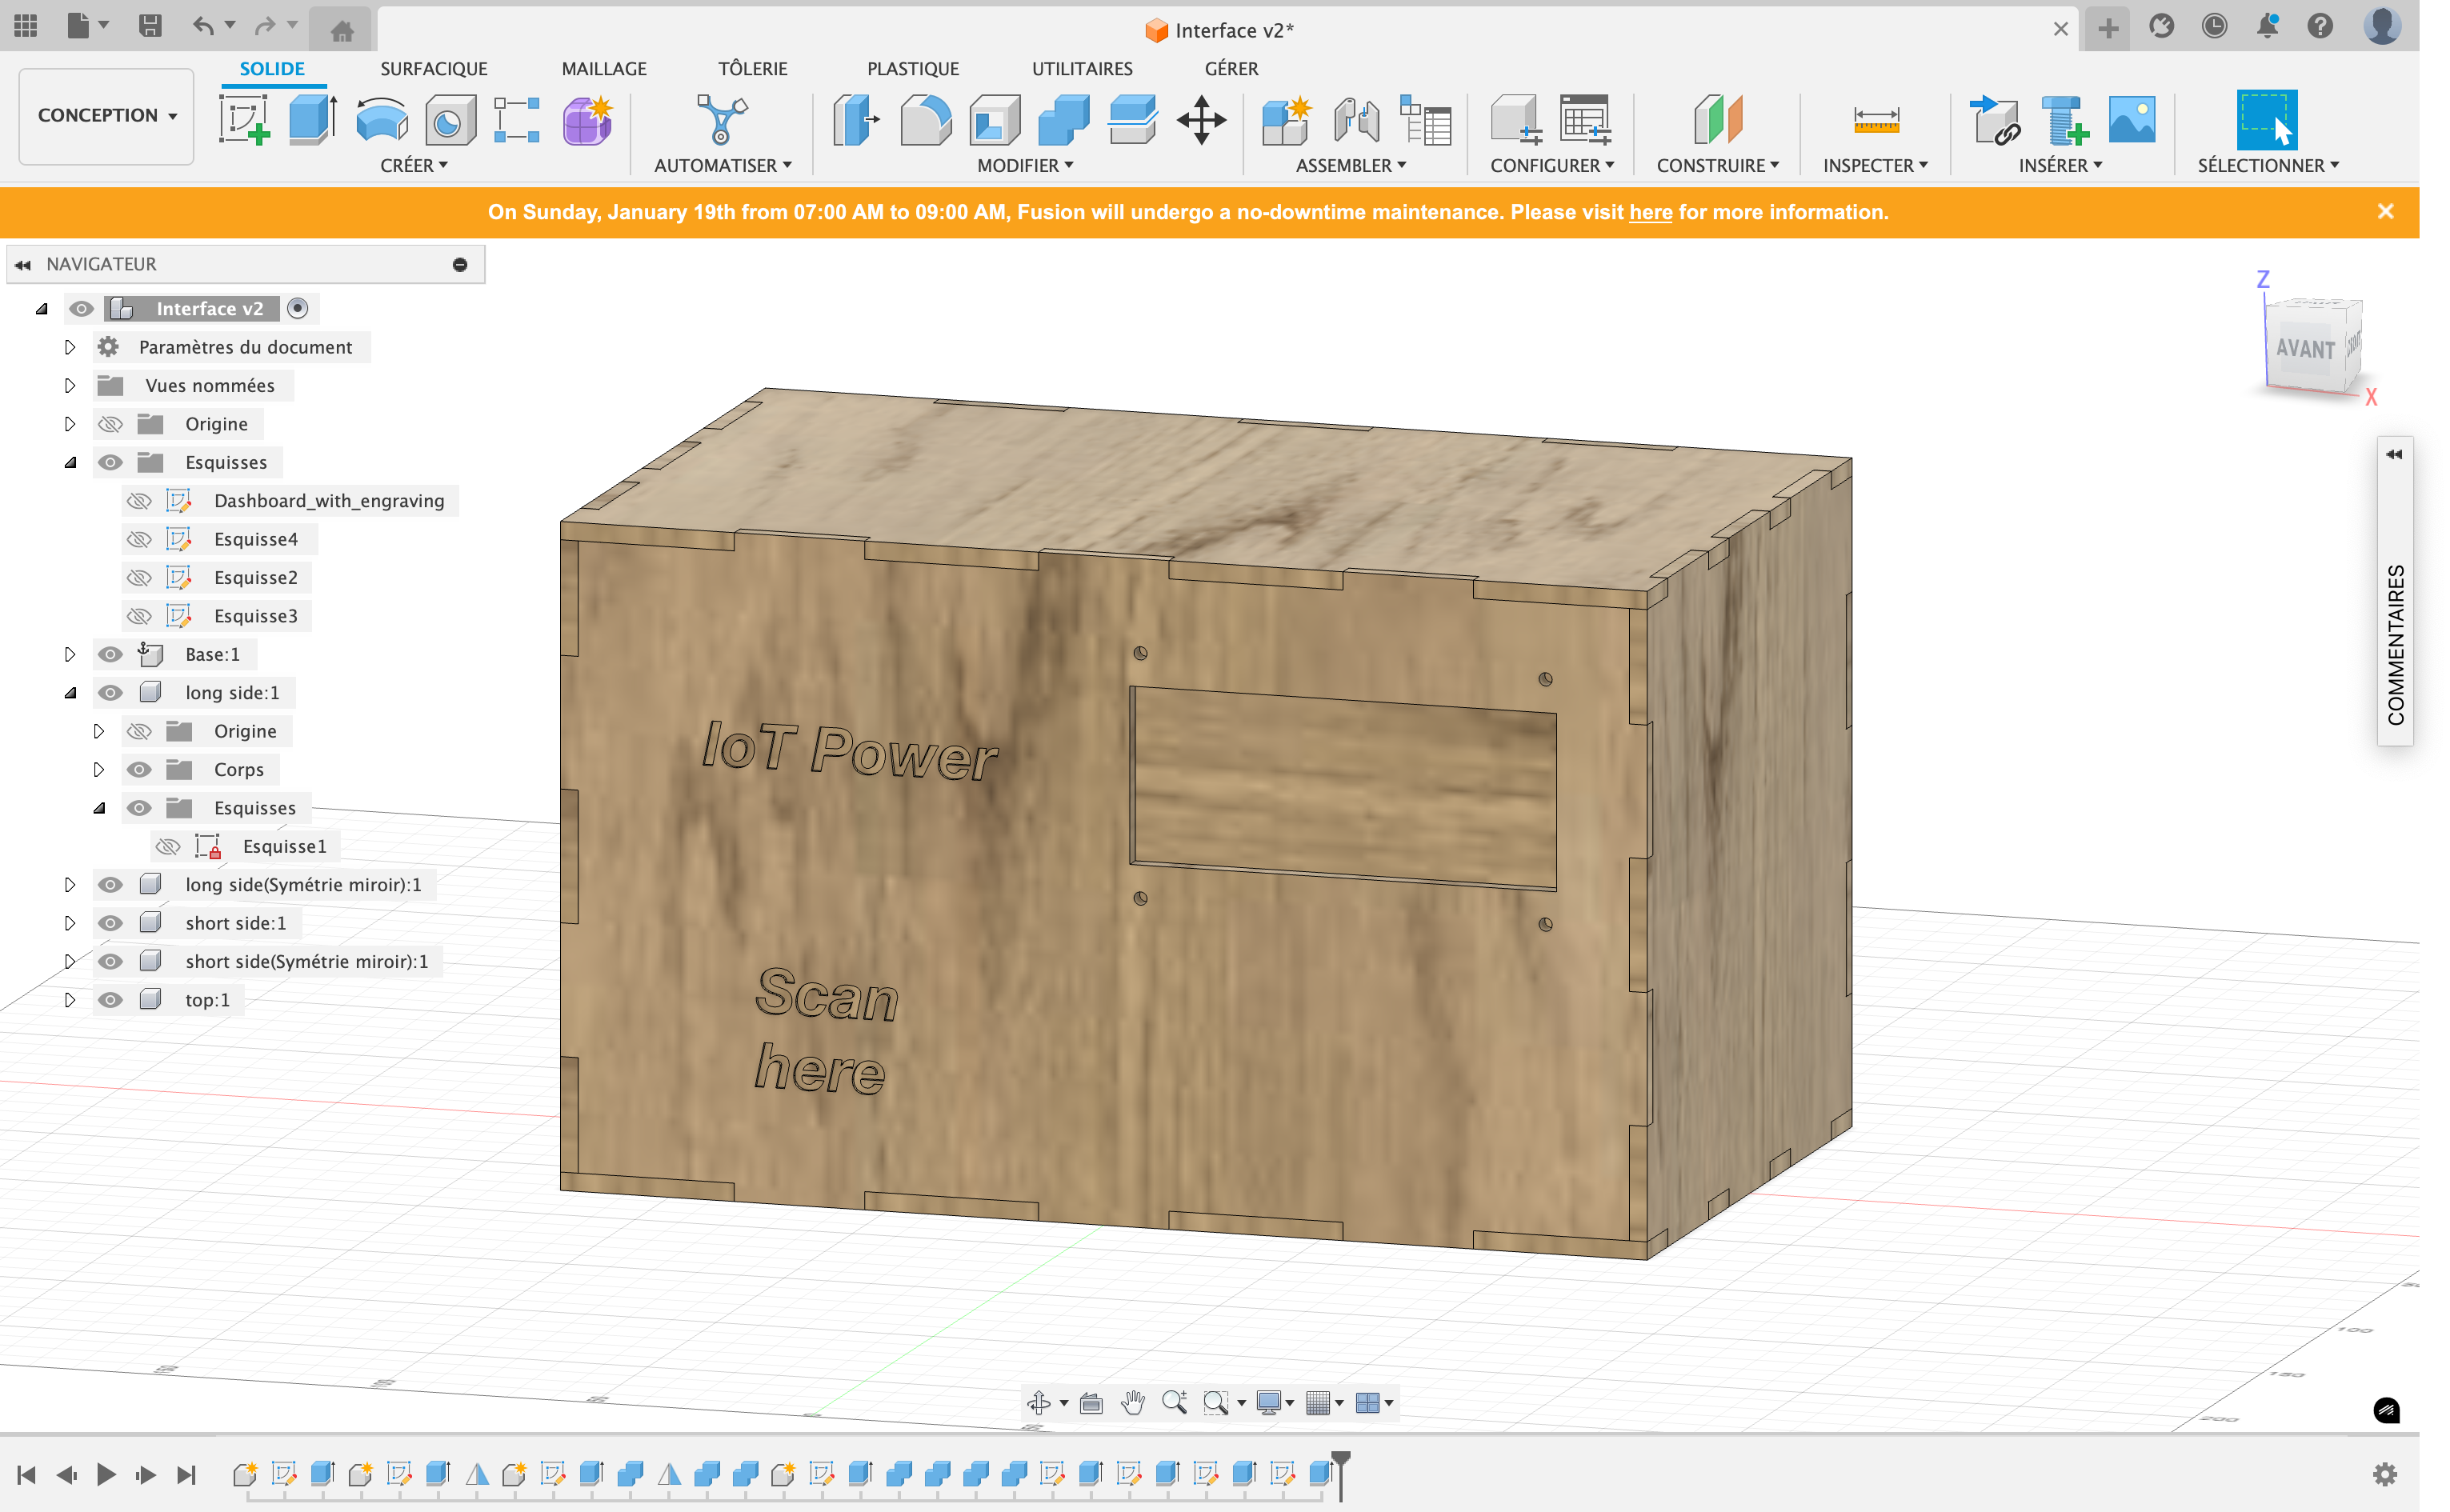 Interface v2*
SOLIDE SURFACIQUE MAILLAGE TÔLERIE PLASTIQUE UTILITAIRES GÉRER
CONCEPTION
CRÉER AUTOMATISER MODIFIER ASSEMBLER CONFIGURER CONSTRUIRE INSPECTER INSÉRER SÉLECTIONNER
On Sunday, January 19th from 07:00 AM to 09:00 AM, Fusion will undergo a no-downtime maintenance. Please visit here for more information.
NAVIGATEUR
Interface v2
Paramètres du document
Vues nommées
Origine
Esquisses
Dashboard_with_engraving
Esquisse4
Esquisse2
Esquisse3
Base:1
long side:1
Origine
Corps
Esquisses
Esquisse1
long side(Symétrie miroir):1
short side:1
short side(Symétrie miroir):1
top:1
Z
AVANT
X
COMMENTAIRES
IoT Power
Scan
here
100
150
200